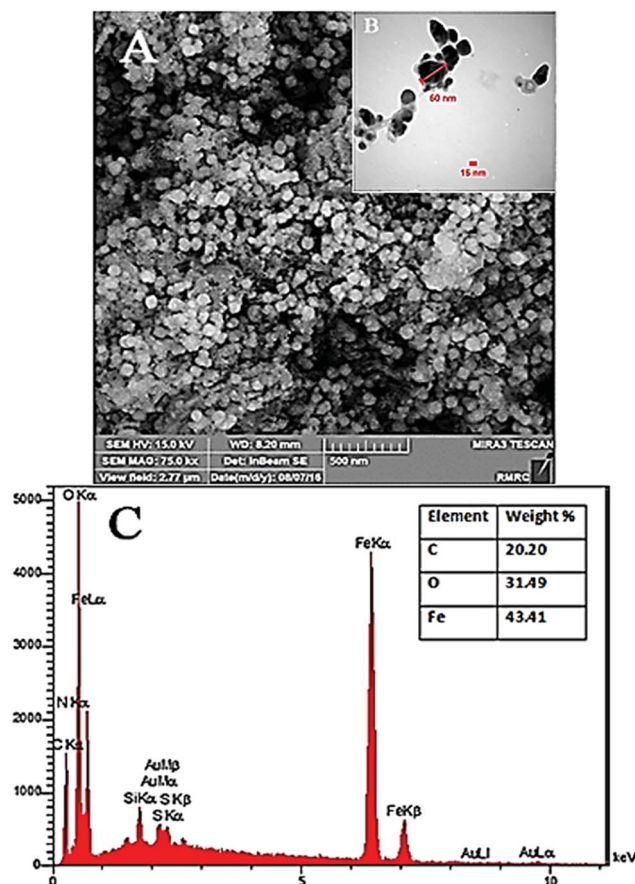 A
B
60 nm
15 nm
SEM HV: 15.0 kV WD: 8.20 mm MIRA3 TESCAN
SEM MAG: 75.0 kx Det: InBeam SE 500 nm
View field: 2.77 µm Date(m/d/y): 08/07/16 RMRC
C
Element Weight %
C 20.20
O 31.49
Fe 43.41
5000
4000
3000
2000
1000
0
OKα
FeLα
NKα
CKα
AuMβ
AuMα
SiKα
SKβ
SKα
FeKα
FeKβ
AuLl
AuLα
0 5 10 keV